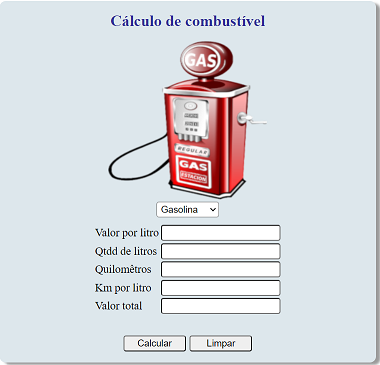 Cálculo de combustível
GAS
REGULAR
GAS
ESTACION
Gasolina
Valor por litro
Qtdd de litros
Quilomêtros
Km por litro
Valor total
Calcular Limpar